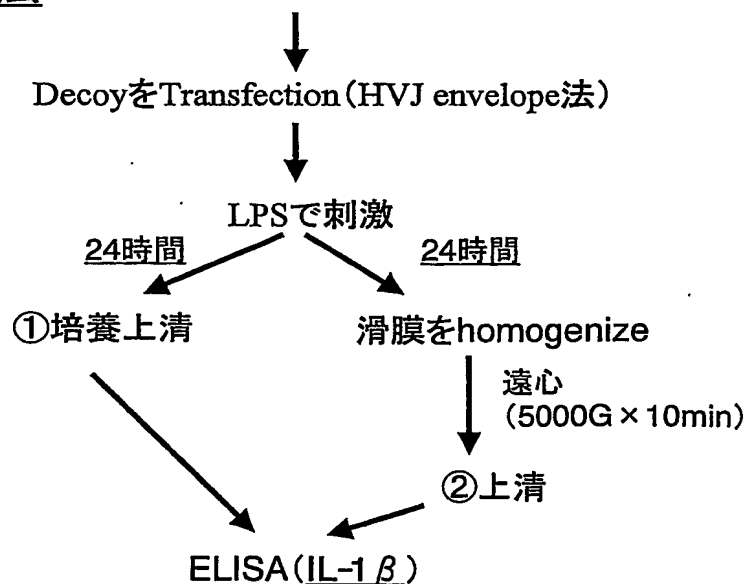 DecoyをTransfection(HVJ envelope法)
LPSで刺激
24時間
24時間
①培養上清
滑膜をhomogenize
遠心
(5000G×10min)
②上清
ELISA(IL-1β)